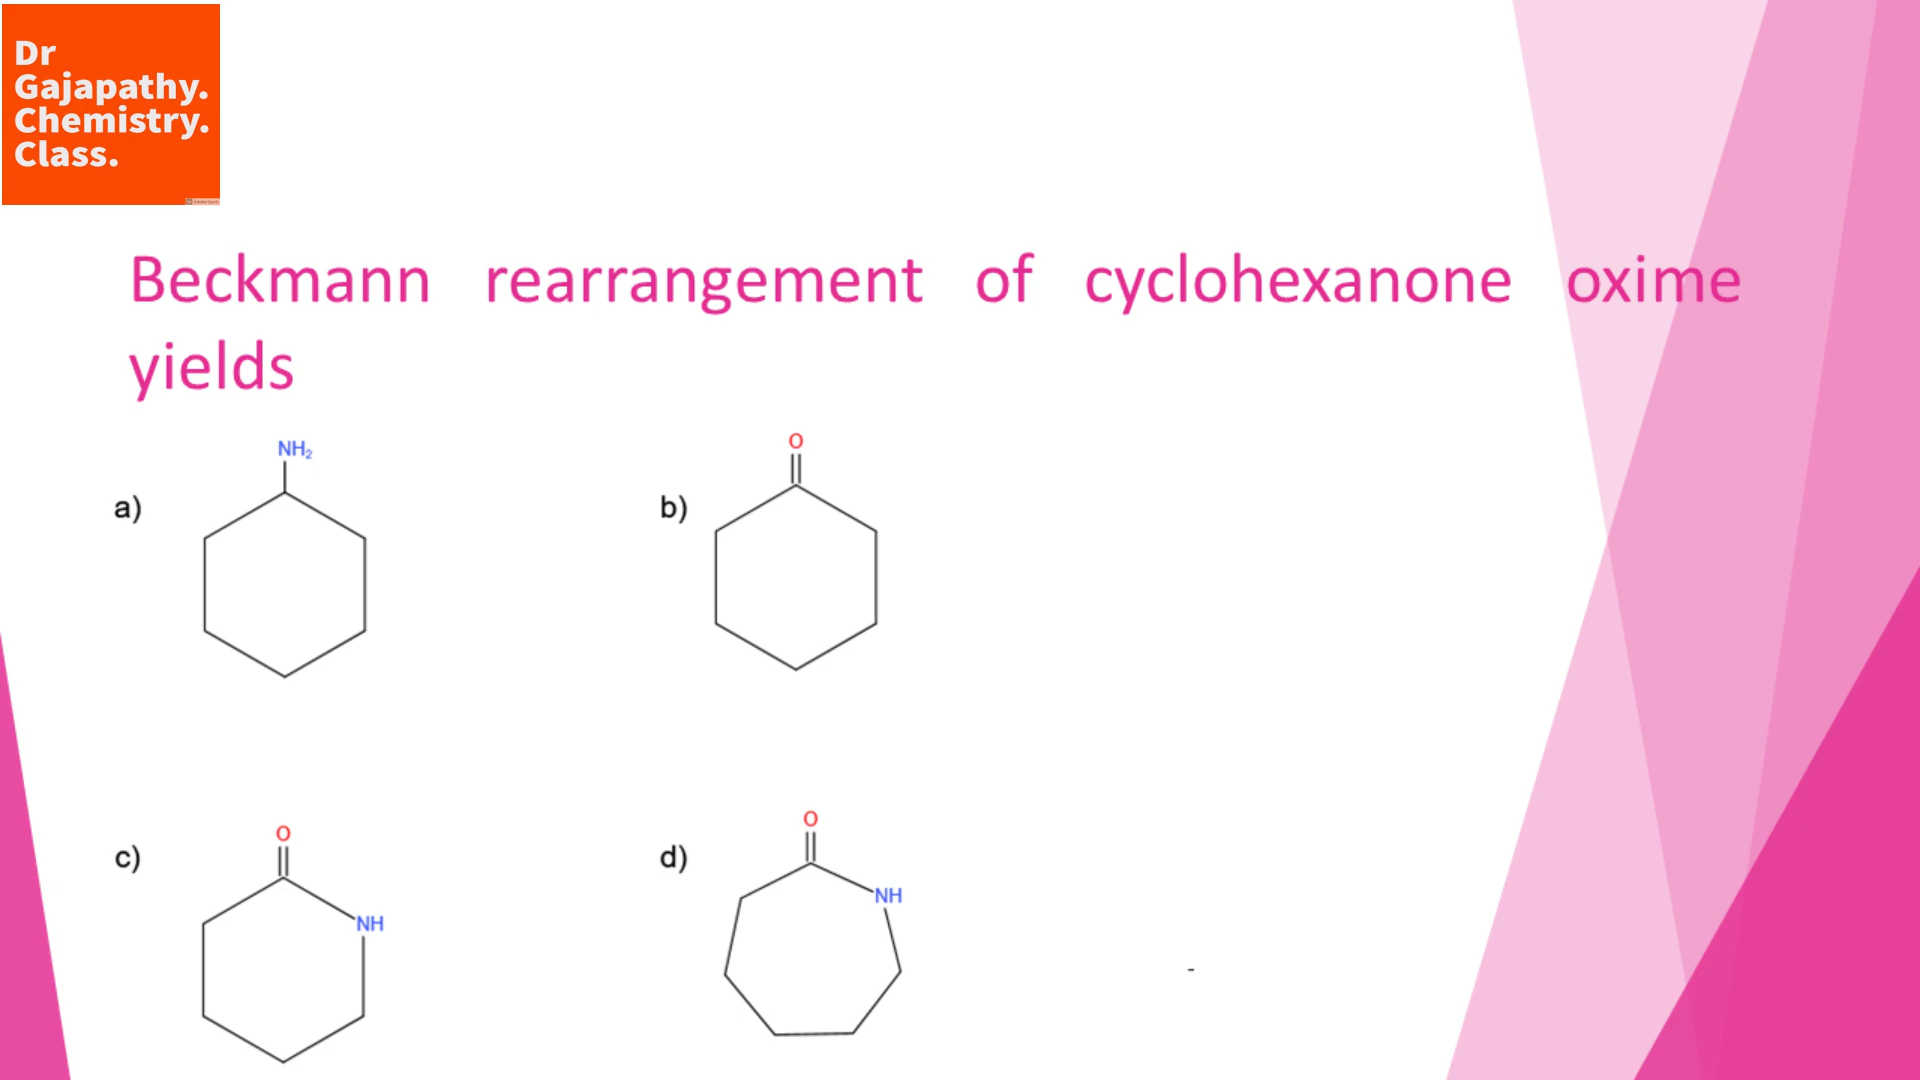 Dr
Gajapathy.
Chemistry.
Class.
Beckmann rearrangement of cyclohexanone oxime
yields
NH₂
a)
O
b)
O
c)
NH
O
d)
NH
-